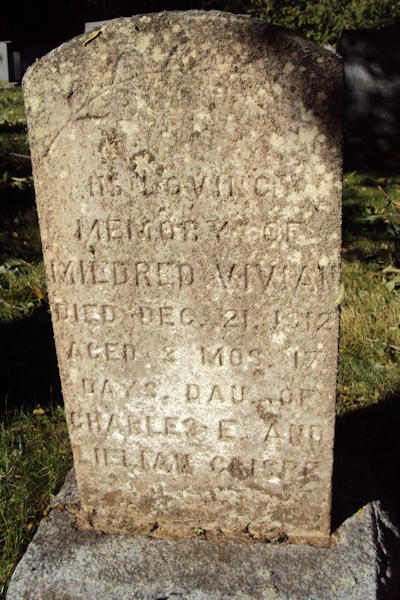 IN LOVING
MEMORY OF
MILDRED VIVIAN
DIED DEC. 21. 1912
AGED 3 MOS. 17
DAYS. DAU. OF
CHARLES E. AND
LILLIAN